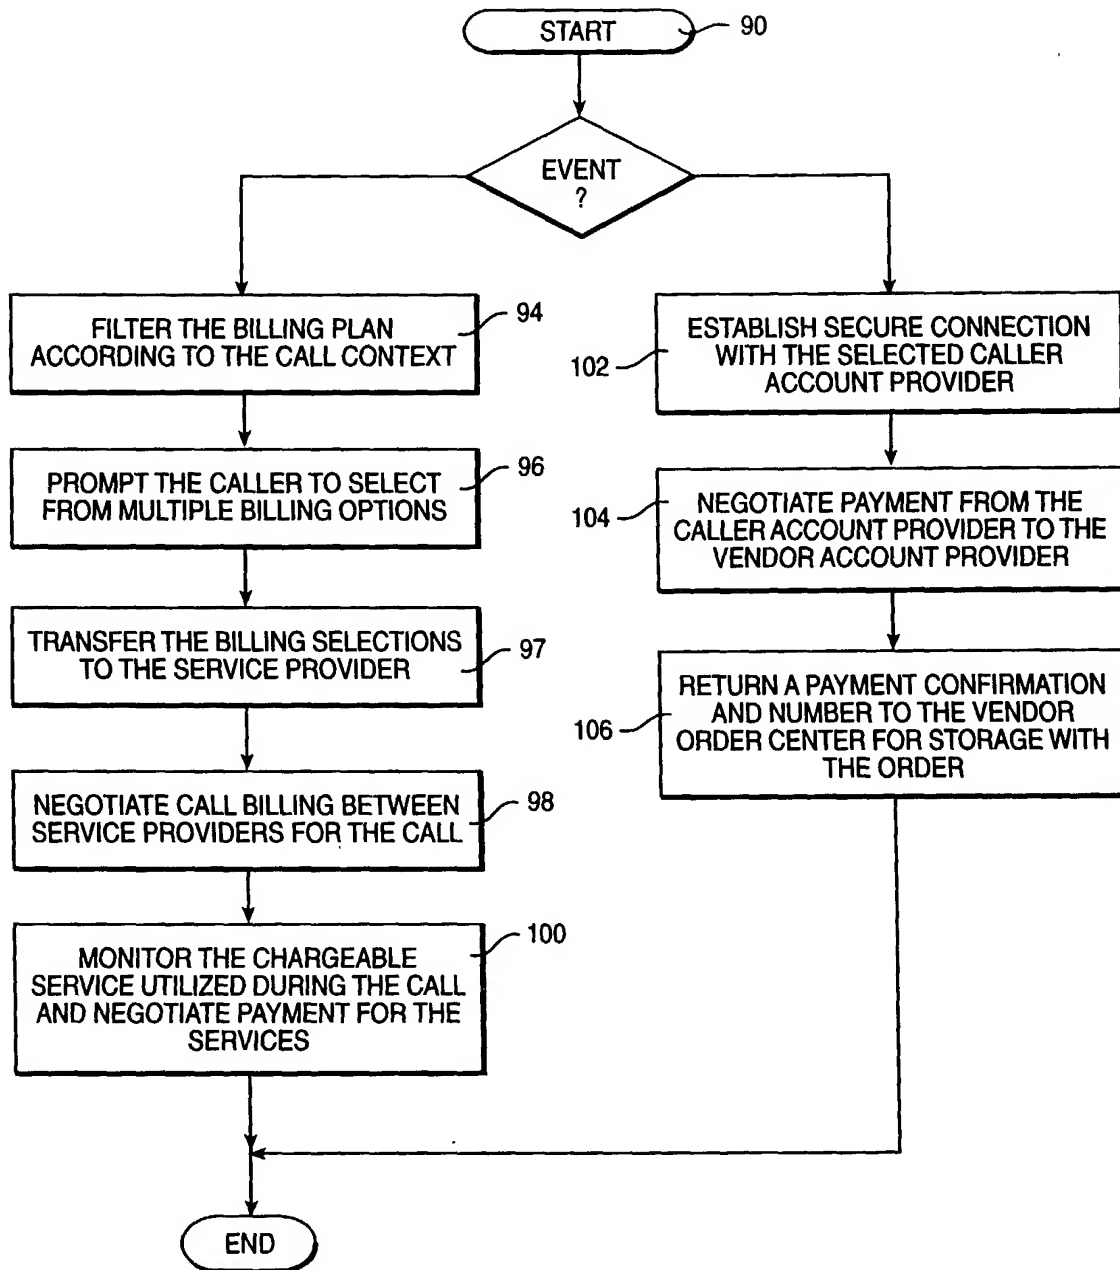 START
90
EVENT
?
FILTER THE BILLING PLAN
ACCORDING TO THE CALL CONTEXT
94
PROMPT THE CALLER TO SELECT
FROM MULTIPLE BILLING OPTIONS
96
TRANSFER THE BILLING SELECTIONS
TO THE SERVICE PROVIDER
97
NEGOTIATE CALL BILLING BETWEEN
SERVICE PROVIDERS FOR THE CALL
98
MONITOR THE CHARGEABLE
SERVICE UTILIZED DURING THE CALL
AND NEGOTIATE PAYMENT FOR THE
SERVICES
100
ESTABLISH SECURE CONNECTION
WITH THE SELECTED CALLER
ACCOUNT PROVIDER
102
NEGOTIATE PAYMENT FROM THE
CALLER ACCOUNT PROVIDER TO THE
VENDOR ACCOUNT PROVIDER
104
RETURN A PAYMENT CONFIRMATION
AND NUMBER TO THE VENDOR
ORDER CENTER FOR STORAGE WITH
THE ORDER
106
END